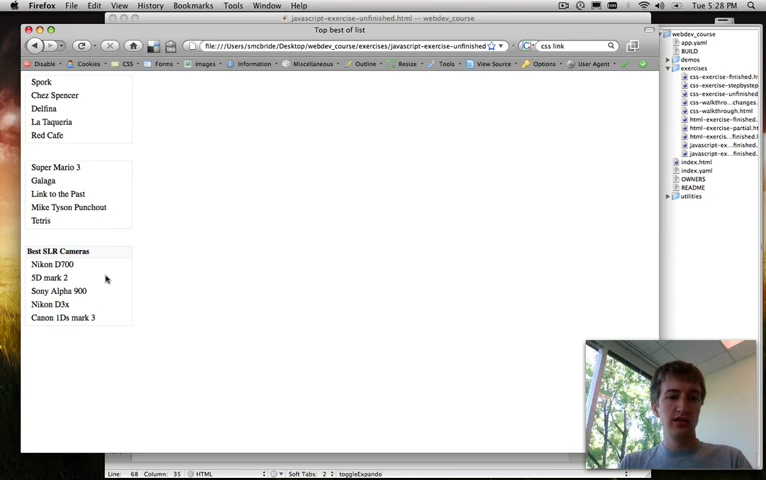 Firefox File Edit View History Bookmarks Tools Window Help Tue 5:28 PM
javascript-exercise-unfinished.html — webdev_course
Top best of list
file:///Users/smcbride/Desktop/webdev_course/exercises/javascript-exercise-unfinished css link
Disable Cookies CSS Forms Images Information Miscellaneous Outline Resize Tools View Source Options User Agent
Spork
Chez Spencer
Delfina
La Taqueria
Red Cafe
Super Mario 3
Galaga
Link to the Past
Mike Tyson Punchout
Tetris
Best SLR Cameras
Nikon D700
5D mark 2
Sony Alpha 900
Nikon D3x
Canon 1Ds mark 3
webdev_course
app.yaml
BUILD
demos
exercises
css-exercise-finished.h
css-exercise-stepbystep
css-exercise-unfinished
css-walkthro...changes.
css-walkthrough.html
html-exercise-finished.
html-exercise-partial.ht
html-exercis...finished.
javascript-ex...finished.
javascript-ex...finished.
index.html
index.yaml
OWNERS
README
utilities
Line: 68 Column: 35 HTML Soft Tabs: 2 toggleExpando